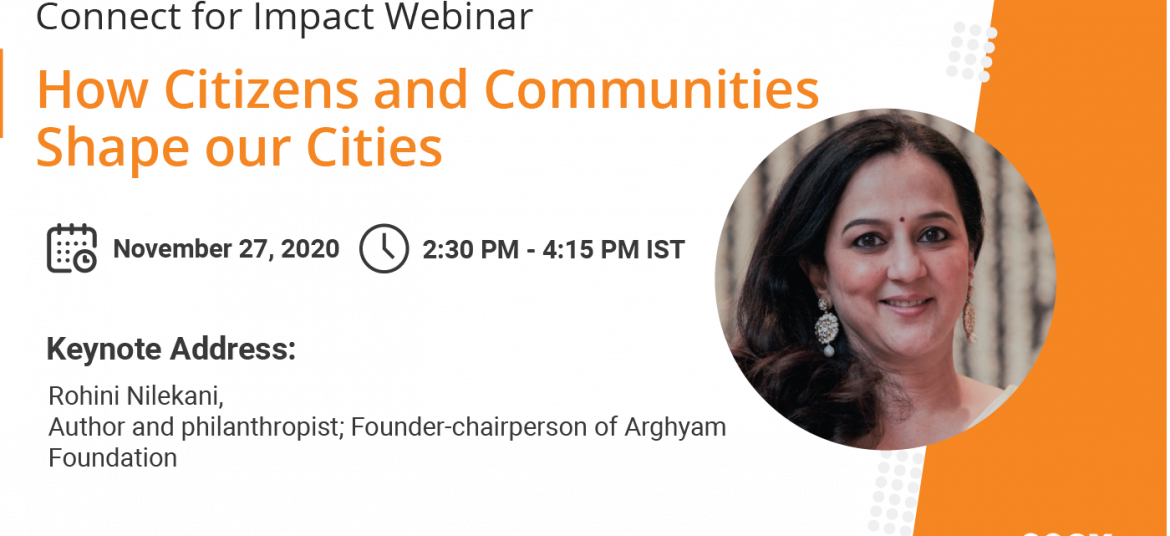 Connect for Impact Webinar
How Citizens and Communities
Shape our Cities
November 27, 2020 2:30 PM - 4:15 PM IST
Keynote Address:
Rohini Nilekani,
Author and philanthropist; Founder-chairperson of Arghyam
Foundation